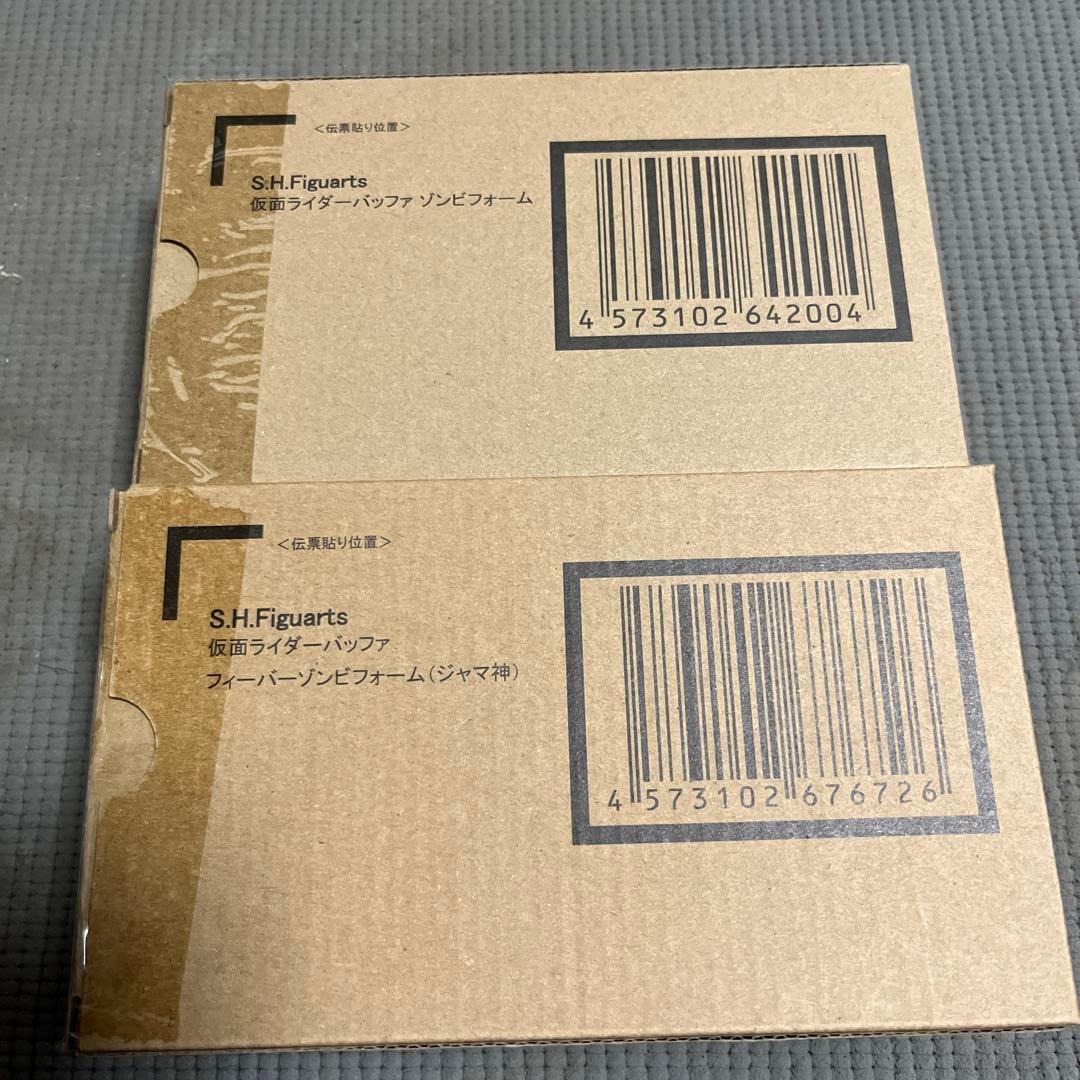 ＜伝票貼り位置＞
S.H.Figuarts
仮面ライダーバッファ ゾンビフォーム
4 573102 642004
＜伝票貼り位置＞
S.H.Figuarts
仮面ライダーバッファ
フィーバーゾンビフォーム（ジャマ神）
4 573102 676726